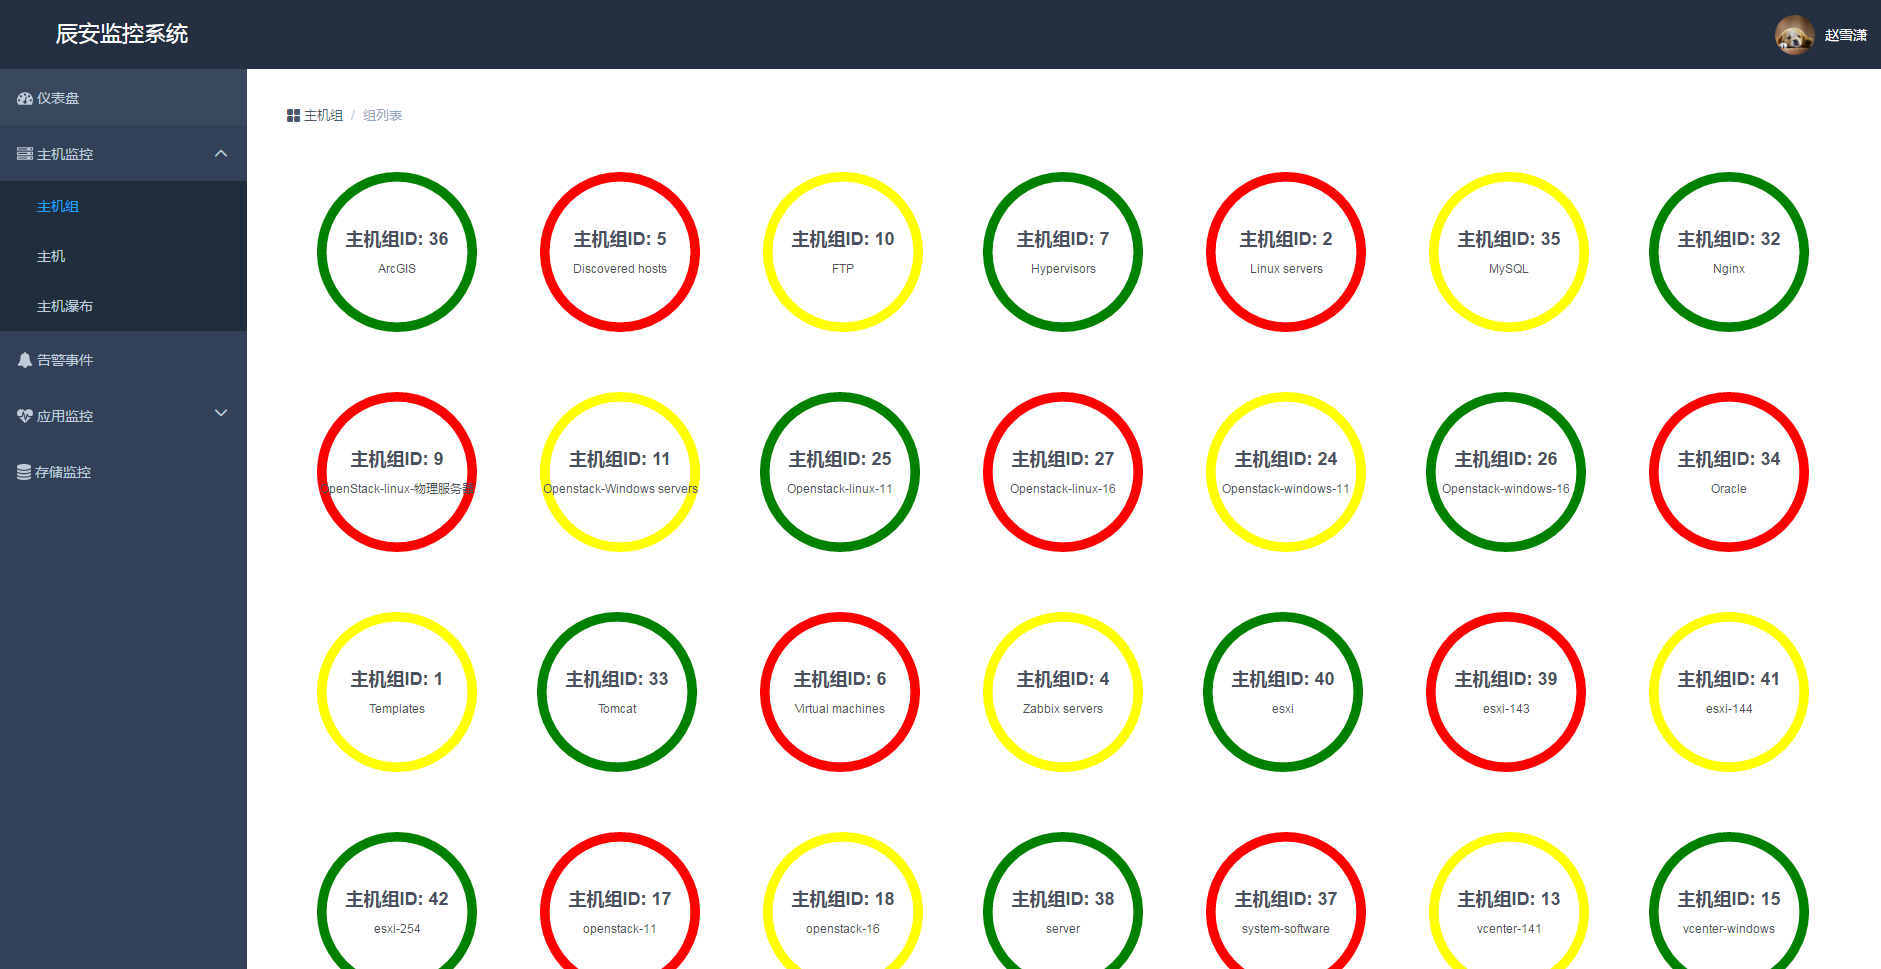 辰安监控系统
赵雪潇
仪表盘
主机监控
主机组
主机
主机瀑布
告警事件
应用监控
存储监控
主机组 / 组列表
主机组ID: 36
ArcGIS
主机组ID: 5
Discovered hosts
主机组ID: 10
FTP
主机组ID: 7
Hypervisors
主机组ID: 2
Linux servers
主机组ID: 35
MySQL
主机组ID: 32
Nginx
主机组ID: 9
OpenStack-linux-物理服务器
主机组ID: 11
Openstack-Windows servers
主机组ID: 25
Openstack-linux-11
主机组ID: 27
Openstack-linux-16
主机组ID: 24
Openstack-windows-11
主机组ID: 26
Openstack-windows-16
主机组ID: 34
Oracle
主机组ID: 1
Templates
主机组ID: 33
Tomcat
主机组ID: 6
Virtual machines
主机组ID: 4
Zabbix servers
主机组ID: 40
esxi
主机组ID: 39
esxi-143
主机组ID: 41
esxi-144
主机组ID: 42
esxi-254
主机组ID: 17
openstack-11
主机组ID: 18
openstack-16
主机组ID: 38
server
主机组ID: 37
system-software
主机组ID: 13
vcenter-141
主机组ID: 15
vcenter-windows